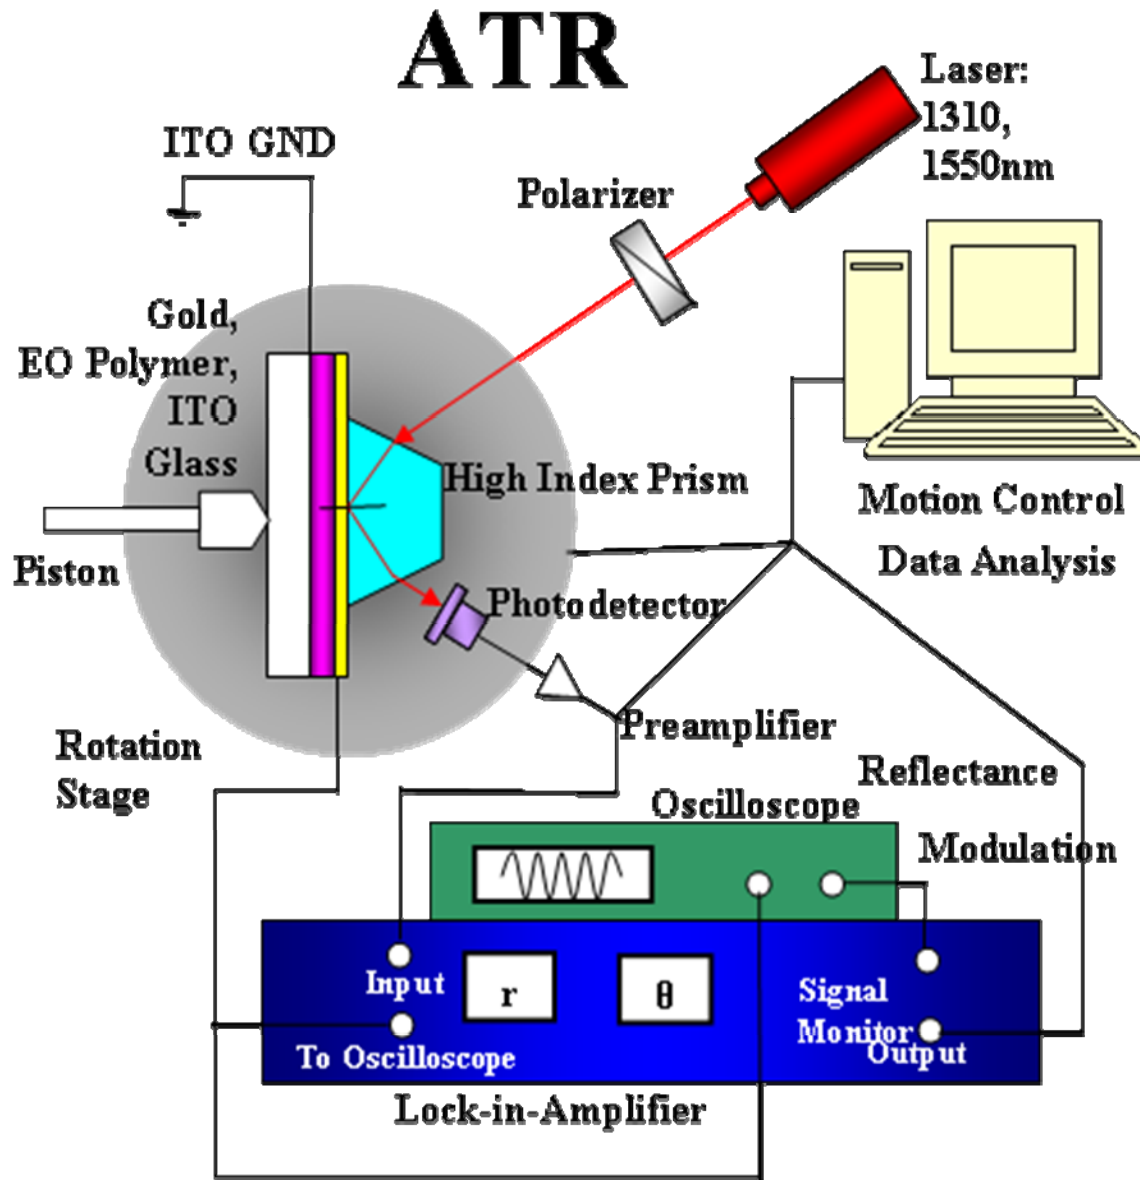 ATR
Laser:
1310,
1550nm
ITO GND
Polarizer
Gold,
EO Polymer,
ITO
Glass
High Index Prism
Motion Control
Data Analysis
Piston
Photodetector
Preamplifier
Rotation
Stage
Reflectance
Oscilloscope
Modulation
Input
r
θ
Signal
Monitor
Output
To Oscilloscope
Lock-in-Amplifier